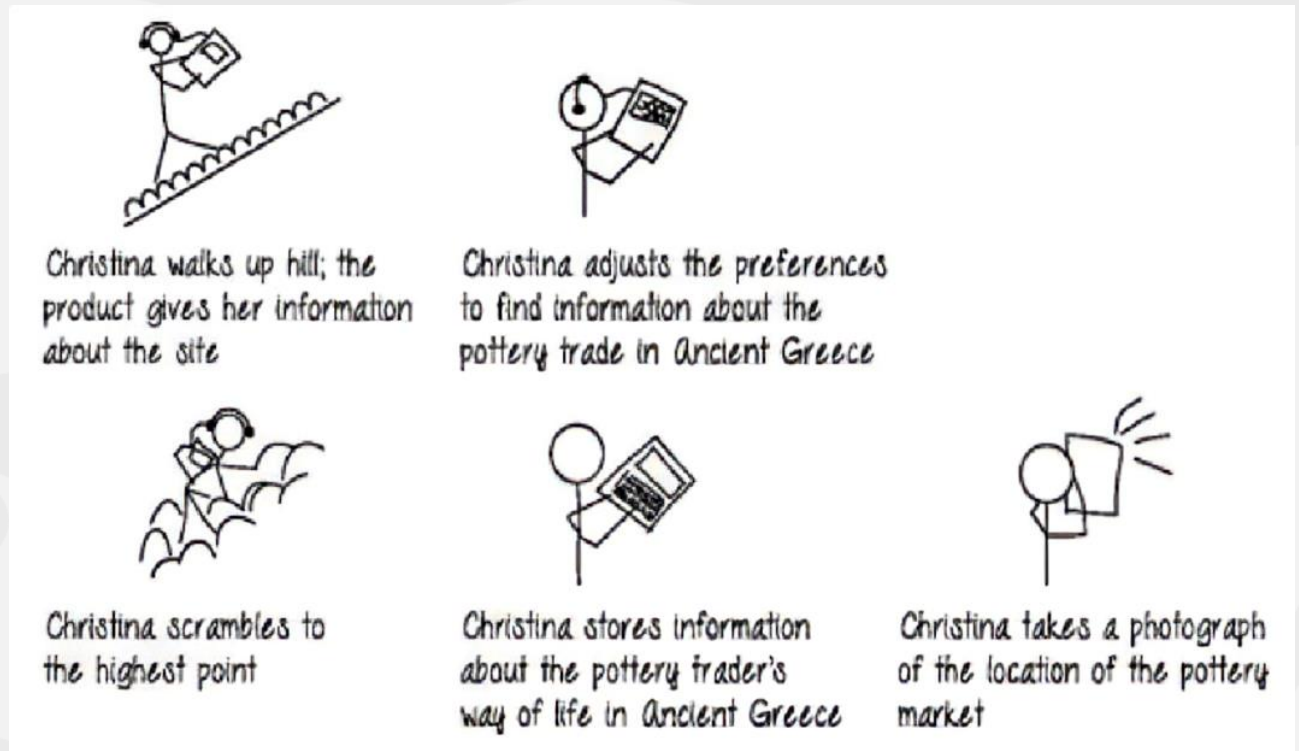 Christina walks up hill; the
product gives her information
about the site
Christina adjusts the preferences
to find information about the
pottery trade in Ancient Greece
Christina scrambles to
the highest point
Christina stores information
about the pottery trader's
way of life in Ancient Greece
Christina takes a photograph
of the location of the pottery
market